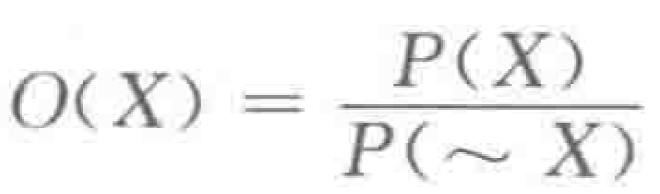 O(X) = P(X) / P(~ X)